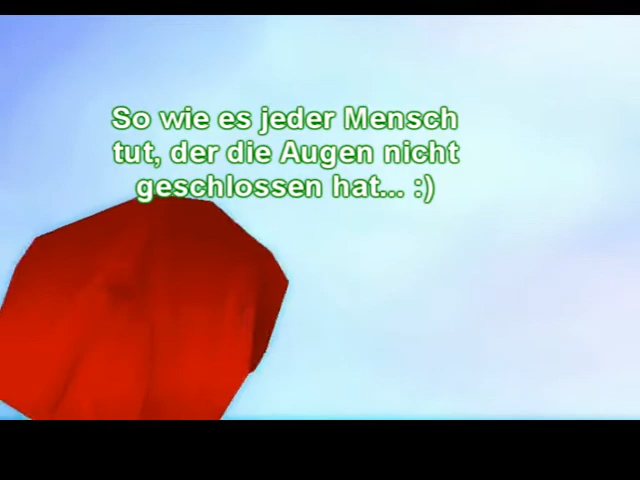 So wie es jeder Mensch
tut, der die Augen nicht
geschlossen hat... :)